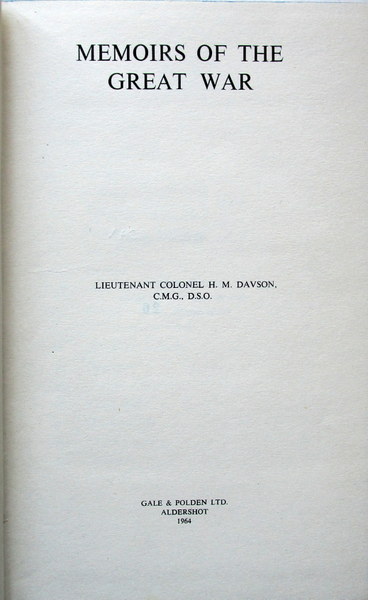 MEMOIRS OF THE
GREAT WAR
LIEUTENANT COLONEL H. M. DAVSON,
C.M.G., D.S.O.
GALE & POLDEN LTD.
ALDERSHOT
1964